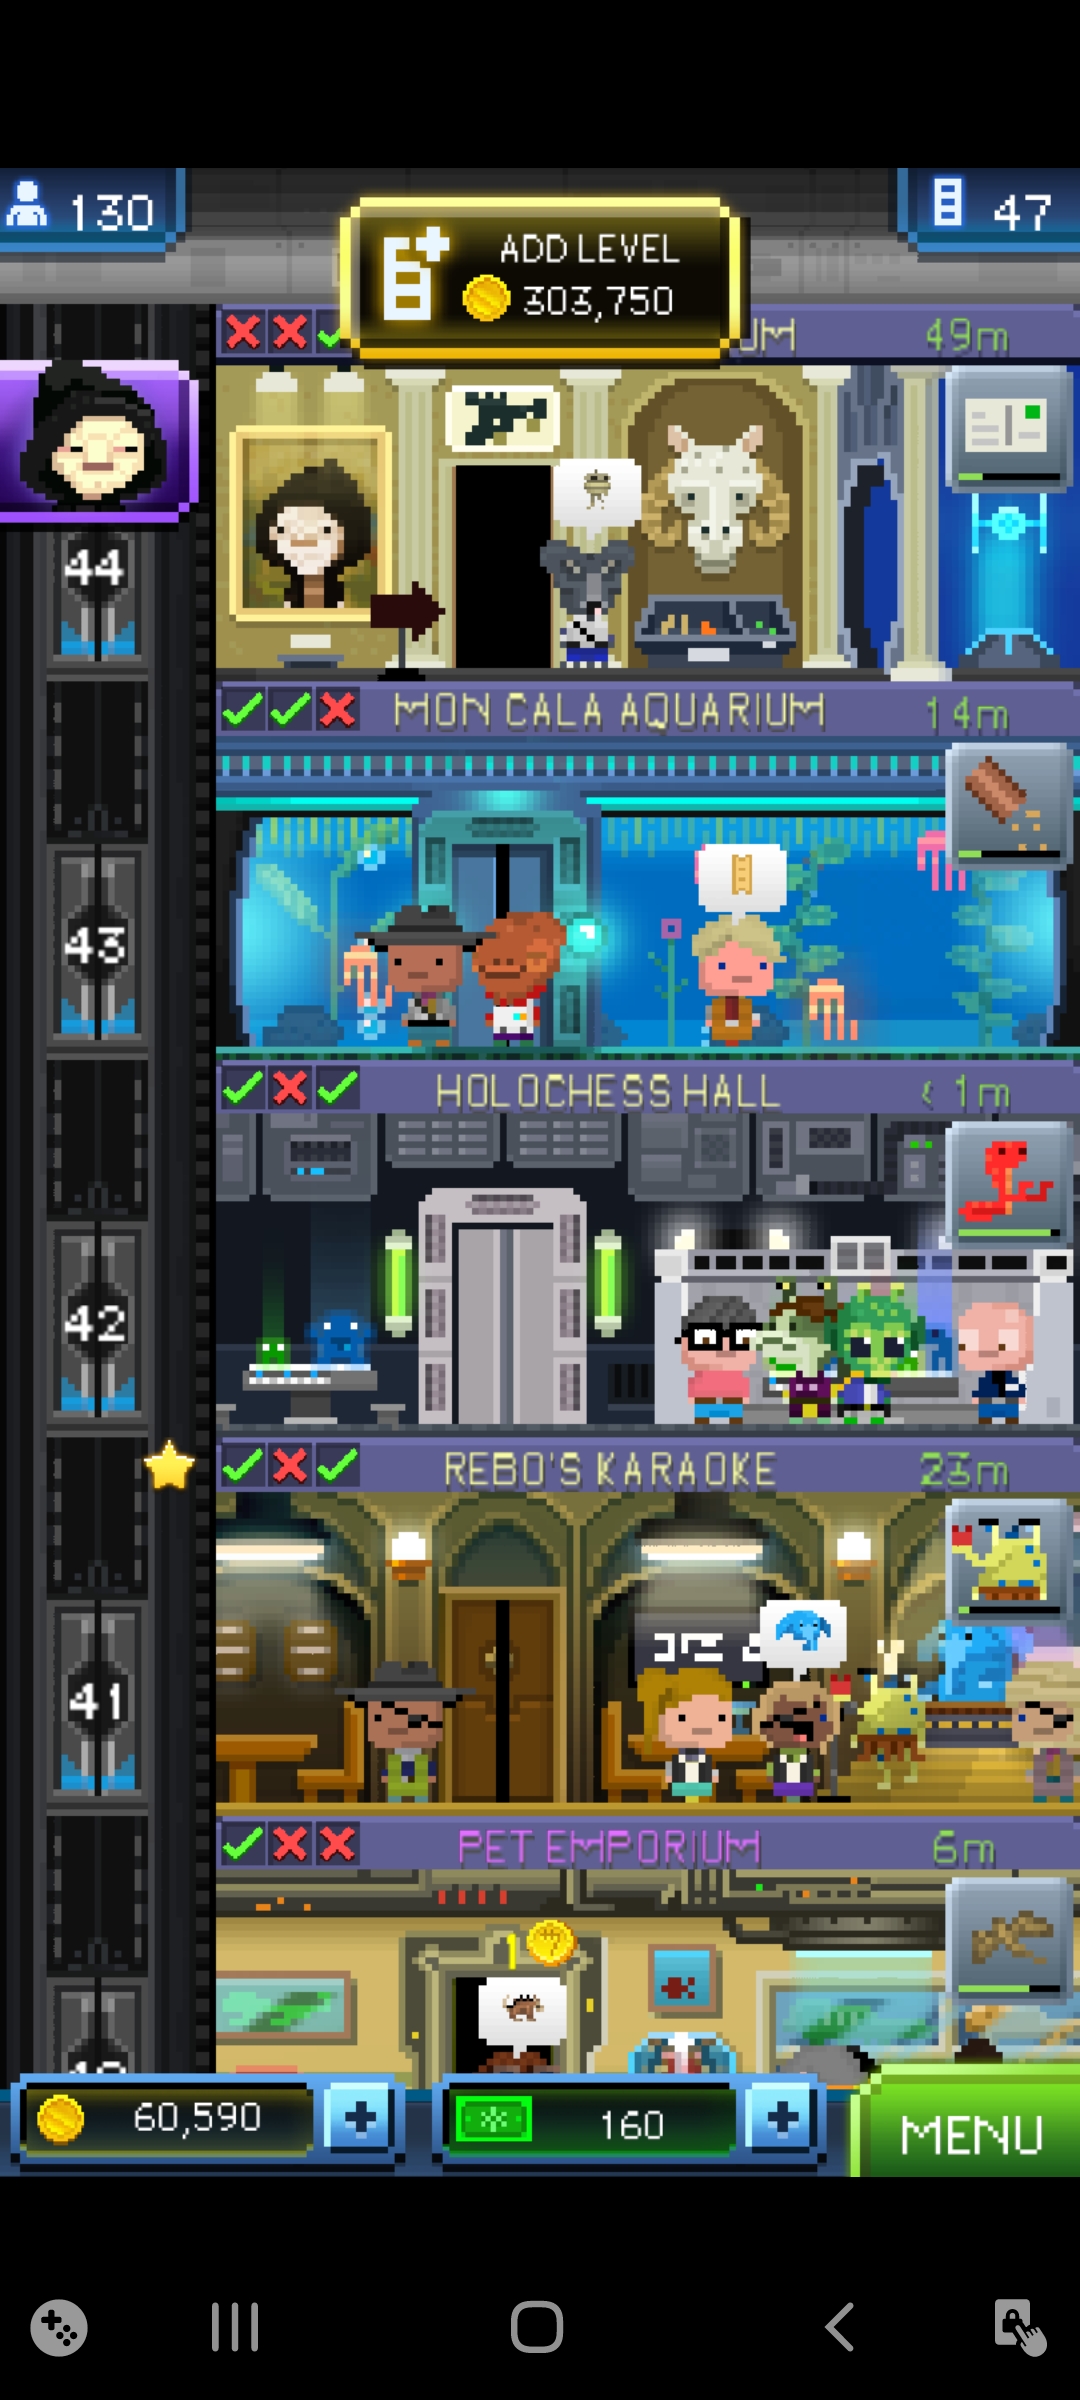 130
47
ADD LEVEL
303,750
UM
49m
44
MON CALA AQUARIUM
14m
43
HOLOCHESS HALL
< 1m
42
REBO'S KARAOKE
23m
41
PET EMPORIUM
6m
1
60,590
160
MENU